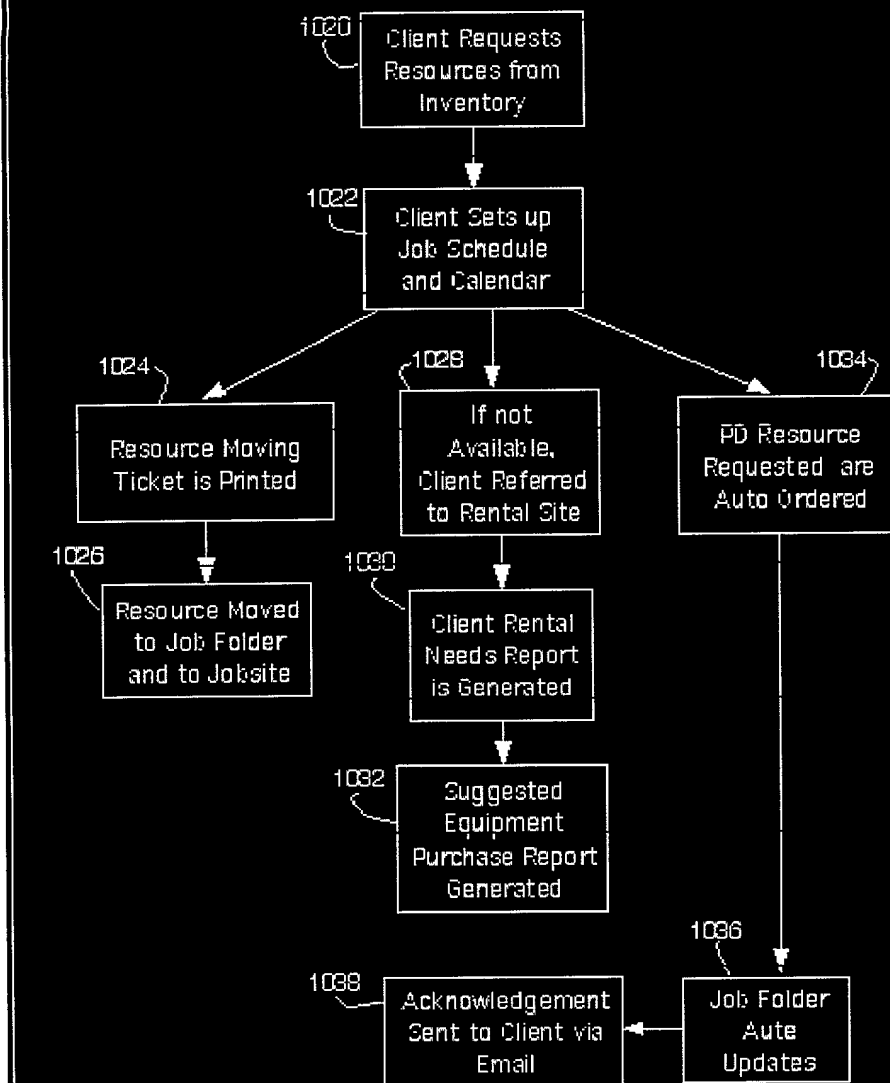 1020
Client Requests
Resources from
Inventory
1022
Client Sets up
Job Schedule
and Calendar
1024
Resource Moving
Ticket is Printed
1026
Resource Moved
to Job Folder
and to Jobsite
1028
If not
Available,
Client Referred
to Rental Site
1030
Client Rental
Needs Report
is Generated
1032
Suggested
Equipment
Purchase Report
Generated
1034
PD Resource
Requested are
Auto Ordered
1036
Job Folder
Aute
Updates
1038
Acknowledgement
Sent to Client via
Email